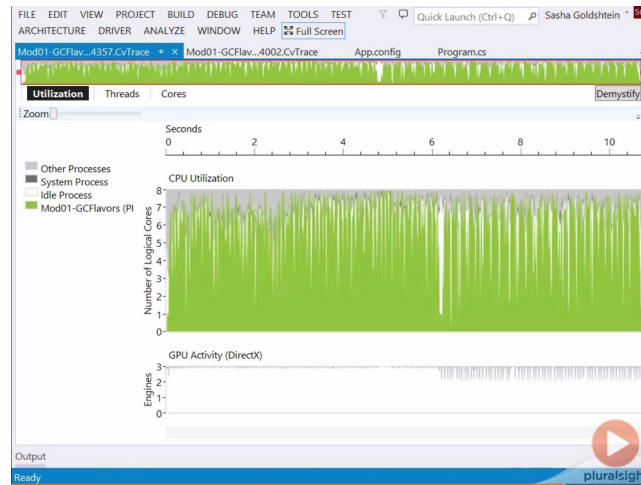 FILE EDIT VIEW PROJECT BUILD DEBUG TEAM TOOLS TEST Quick Launch (Ctrl+Q) Sasha Goldshtein
ARCHITECTURE DRIVER ANALYZE WINDOW HELP Full Screen
Mod01-GCFlav...4357.CvTrace Mod01-GCFlav...4002.CvTrace App.config Program.cs
Utilization Threads Cores Demystify
Zoom
Seconds
0 2 4 6 8 10
Other Processes
System Process
Idle Process
Mod01-GCFlavors (PI
CPU Utilization
Number of Logical Cores
8
7
6
5
4
3
2
1
0
GPU Activity (DirectX)
Engines
3
2
1
0
Output
Ready
pluralsigh